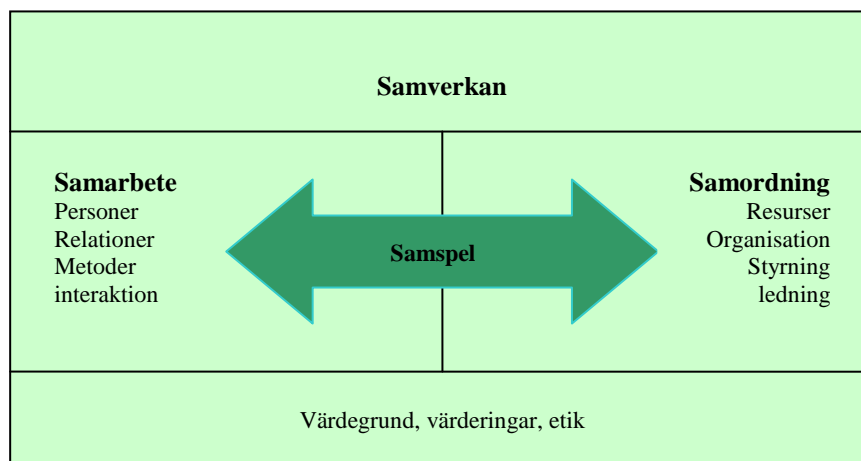 Samverkan
Samarbete
Personer
Relationer
Metoder
interaktion
Samspel
Samordning
Resurser
Organisation
Styrning
ledning
Värdegrund, värderingar, etik